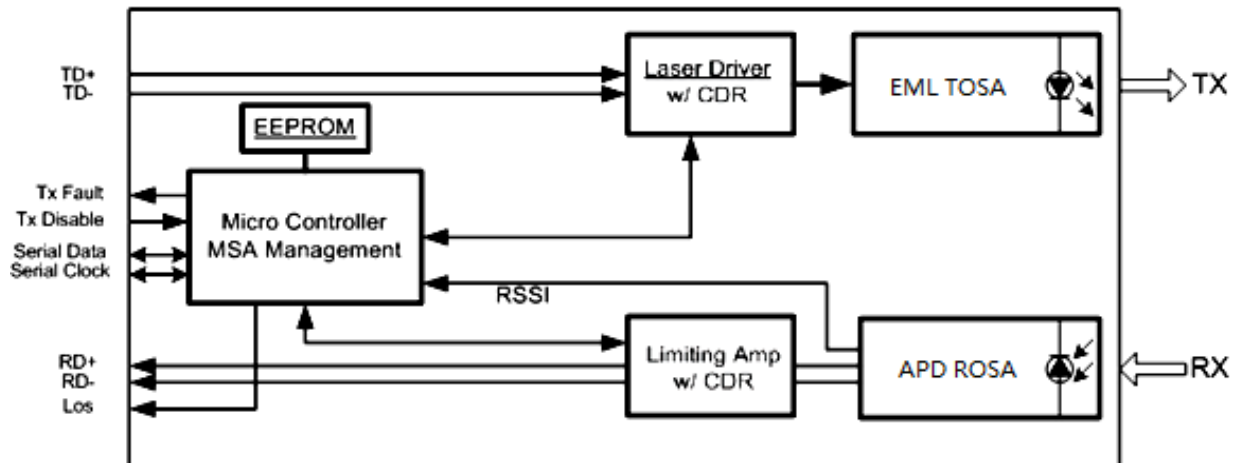 TD+
TD-
Laser Driver
w/ CDR
EML TOSA
TX
EEPROM
Tx Fault
Tx Disable
Serial Data
Serial Clock
Micro Controller
MSA Management
RSSI
RD+
RD-
Los
Limiting Amp
w/ CDR
APD ROSA
RX